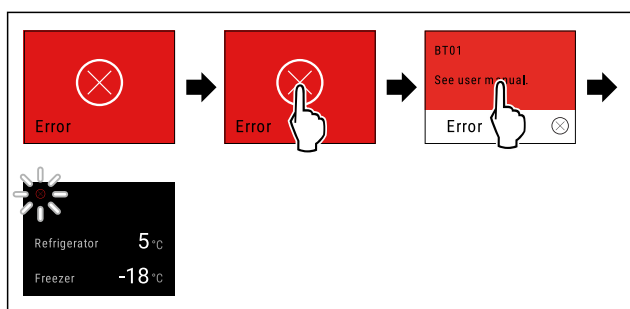 Error
Error
BT01
See user manual.
Error
Refrigerator 5 °C
Freezer -18 °C